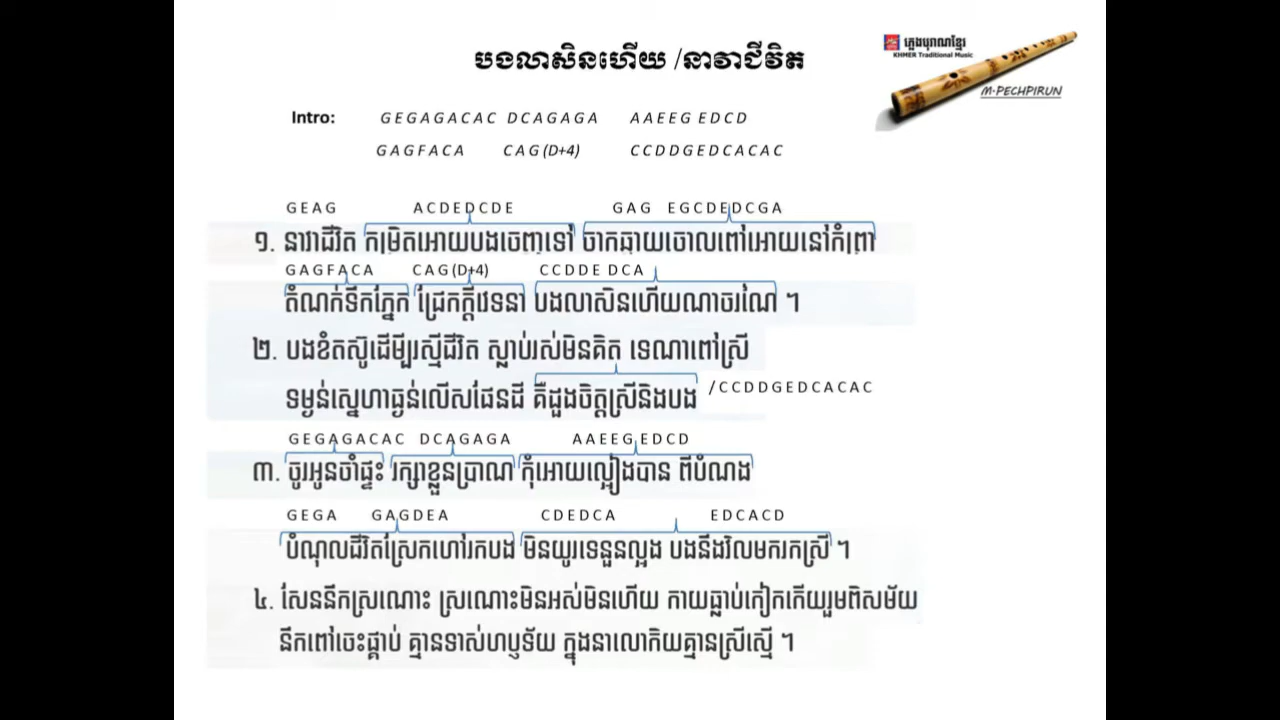 បងលាសិនហើយ /នាវាជីវិត
ភ្លេងបុរាណខ្មែរ
KHMER Traditional Music
M.PECHPIRUN
Intro: GEGAGACAC DCAGAGA AAEEG EDCD
GAGFACA CAG(D+4) CCDDGEDCACAC
GEAG ACDEDCDE GAG EGCDEDCGA
១. នាវាជីវិត កម្រិតអោយបងចេញទៅ ចាកឆ្ងាយចោលពៅអោយនៅកំព្រា
GAGFACA CAG(D+4) CCDDE DCA
តំណក់ទឹកភ្នែក ជ្រែកក្ដីវេទនា បងលាសិនហើយណាចរណៃ ។
២. បងខំតស៊ូដើម្បីរស្មីជីវិត ស្លាប់រស់មិនគិត ទេណាពៅស្រី
ទម្ងន់ស្នេហាធ្ងន់លើសផែនដី គឺដួងចិត្តស្រីនិងបង /CCDDGEDCACAC
GEGAGACAC DCAGAGA AAEEG EDCD
៣. ចូរអូនចាំផ្ទះ រក្សាខ្លួនប្រាណ កុំអោយល្អៀងបាន ពីបំណង
GEGA GAGDEA CDEDCA EDCACD
បំណុលជីវិតស្រែកហៅរកបង មិនយូរទេនួនល្អង បងនឹងវិលមករកស្រី ។
៤. សែននឹកស្រណោះ ស្រណោះមិនអស់មិនហើយ កាយធ្លាប់កៀកកើយរួមពិសម័យ
នឹកពៅចេះផ្គាប់ គ្មានទាស់ហឫទ័យ ក្នុងនាលោកិយគ្មានស្រីស្មើ ។